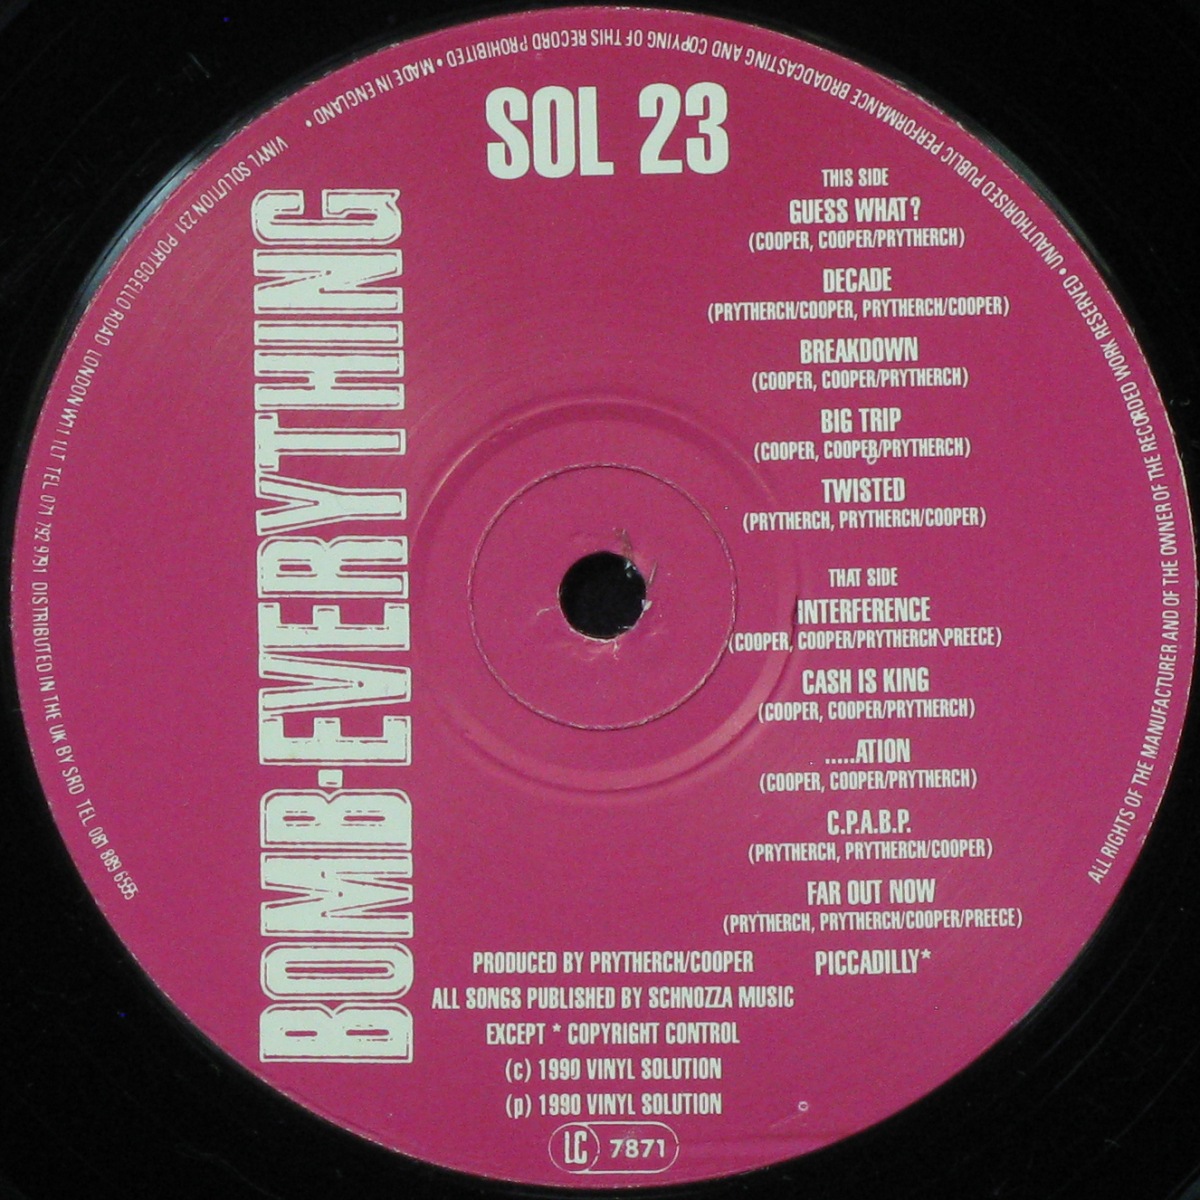 SOL 23
BOMB·EVERYTHING
THIS SIDE
GUESS WHAT?
(COOPER, COOPER/PRYTHERCH)
DECADE
(PRYTHERCH/COOPER, PRYTHERCH/COOPER)
BREAKDOWN
(COOPER, COOPER/PRYTHERCH)
BIG TRIP
(COOPER, COOPER/PRYTHERCH)
TWISTED
(PRYTHERCH, PRYTHERCH/COOPER)
THAT SIDE
INTERFERENCE
(COOPER, COOPER/PRYTHERCH\PREECE)
CASH IS KING
(COOPER, COOPER/PRYTHERCH)
.....ATION
(COOPER, COOPER/PRYTHERCH)
C.P.A.B.P.
(PRYTHERCH, PRYTHERCH/COOPER)
FAR OUT NOW
(PRYTHERCH, PRYTHERCH/COOPER/PREECE)
PICCADILLY*
PRODUCED BY PRYTHERCH/COOPER
ALL SONGS PUBLISHED BY SCHNOZZA MUSIC
EXCEPT * COPYRIGHT CONTROL
(c) 1990 VINYL SOLUTION
(p) 1990 VINYL SOLUTION
LC 7871
ALL RIGHTS OF THE MANUFACTURER AND OF THE OWNER OF THE RECORDED WORK RESERVED • UNAUTHORISED PUBLIC PERFORMANCE BROADCASTING AND COPYING OF THIS RECORD PROHIBITED • MADE IN ENGLAND •
VINYL SOLUTION 231 PORTOBELLO ROAD LONDON W11 1LT TEL 071 792 9791 DISTRIBUTED IN THE UK BY SRD TEL 081 889 6555